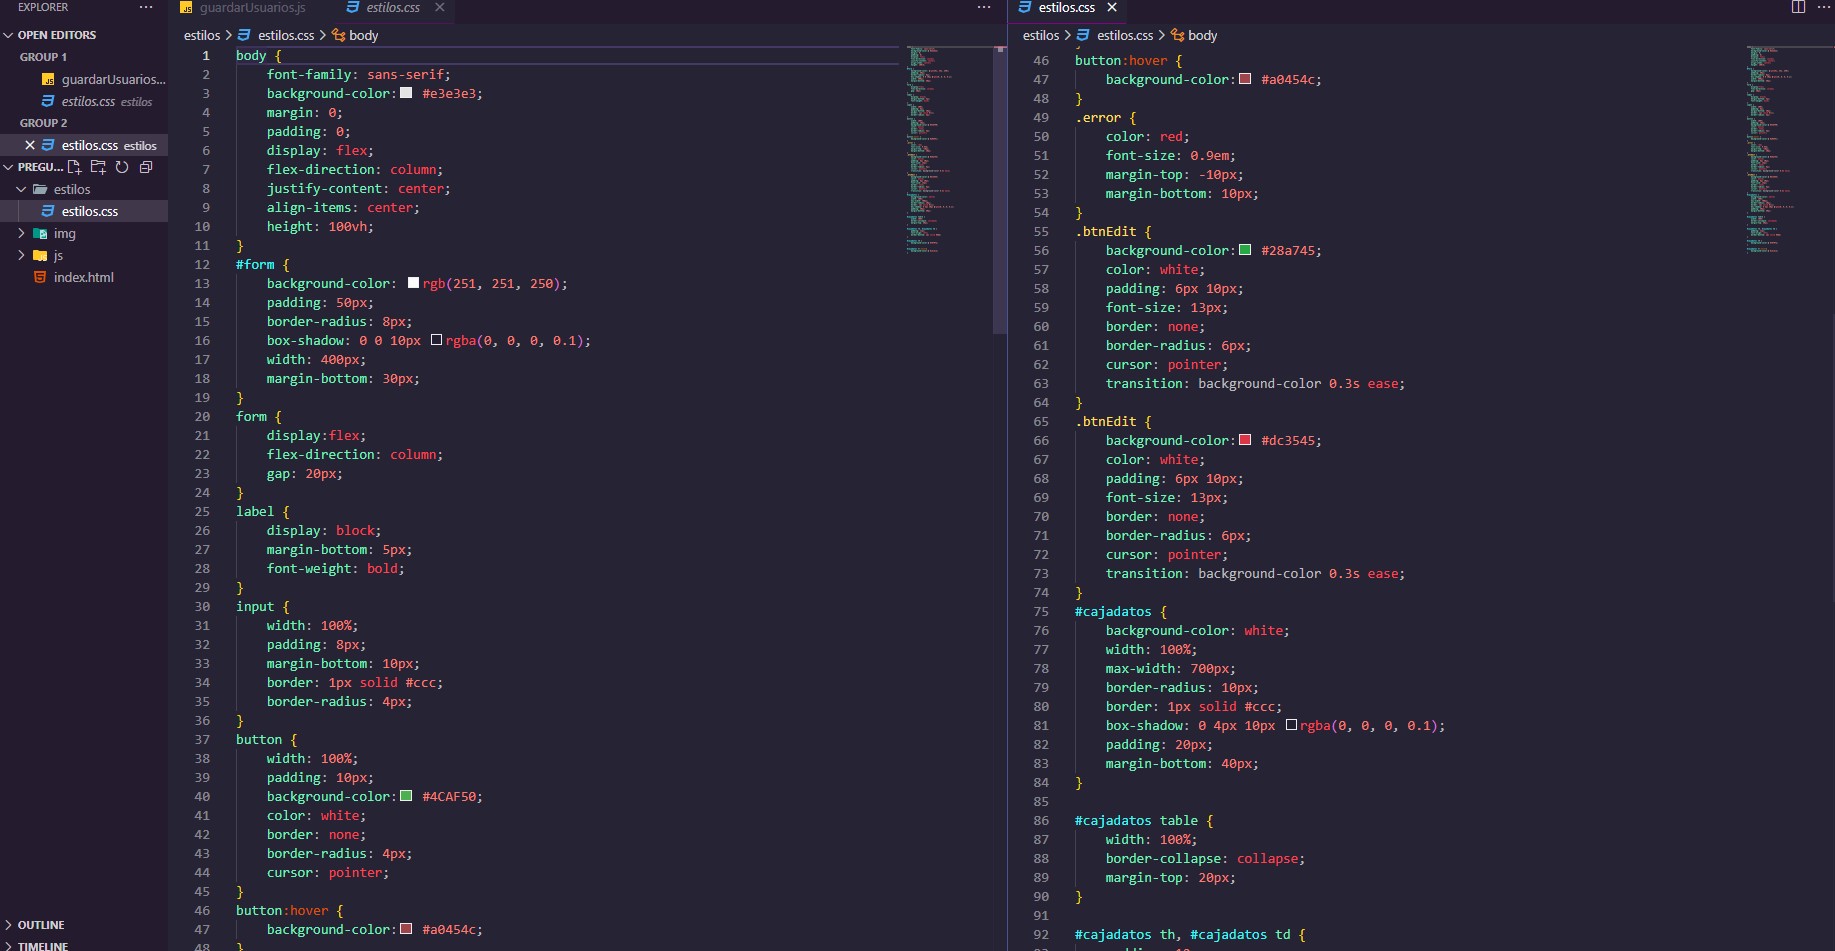 EXPLORER
OPEN EDITORS
GROUP 1
guardarUsuarios...
estilos.css estilos
GROUP 2
estilos.css estilos
PREGU...
estilos
estilos.css
img
js
index.html
OUTLINE
TIMELINE
guardarUsuarios.js
estilos.css
estilos > estilos.css > body
1 body {
2 font-family: sans-serif;
3 background-color: #e3e3e3;
4 margin: 0;
5 padding: 0;
6 display: flex;
7 flex-direction: column;
8 justify-content: center;
9 align-items: center;
10 height: 100vh;
11 }
12 #form {
13 background-color: rgb(251, 251, 250);
14 padding: 50px;
15 border-radius: 8px;
16 box-shadow: 0 0 10px rgba(0, 0, 0, 0.1);
17 width: 400px;
18 margin-bottom: 30px;
19 }
20 form {
21 display:flex;
22 flex-direction: column;
23 gap: 20px;
24 }
25 label {
26 display: block;
27 margin-bottom: 5px;
28 font-weight: bold;
29 }
30 input {
31 width: 100%;
32 padding: 8px;
33 margin-bottom: 10px;
34 border: 1px solid #ccc;
35 border-radius: 4px;
36 }
37 button {
38 width: 100%;
39 padding: 10px;
40 background-color: #4CAF50;
41 color: white;
42 border: none;
43 border-radius: 4px;
44 cursor: pointer;
45 }
46 button:hover {
47 background-color: #a0454c;
48 }
estilos.css
estilos > estilos.css > body
46 button:hover {
47 background-color: #a0454c;
48 }
49 .error {
50 color: red;
51 font-size: 0.9em;
52 margin-top: -10px;
53 margin-bottom: 10px;
54 }
55 .btnEdit {
56 background-color: #28a745;
57 color: white;
58 padding: 6px 10px;
59 font-size: 13px;
60 border: none;
61 border-radius: 6px;
62 cursor: pointer;
63 transition: background-color 0.3s ease;
64 }
65 .btnEdit {
66 background-color: #dc3545;
67 color: white;
68 padding: 6px 10px;
69 font-size: 13px;
70 border: none;
71 border-radius: 6px;
72 cursor: pointer;
73 transition: background-color 0.3s ease;
74 }
75 #cajadatos {
76 background-color: white;
77 width: 100%;
78 max-width: 700px;
79 border-radius: 10px;
80 border: 1px solid #ccc;
81 box-shadow: 0 4px 10px rgba(0, 0, 0, 0.1);
82 padding: 20px;
83 margin-bottom: 40px;
84 }
85
86 #cajadatos table {
87 width: 100%;
88 border-collapse: collapse;
89 margin-top: 20px;
90 }
91
92 #cajadatos th, #cajadatos td {